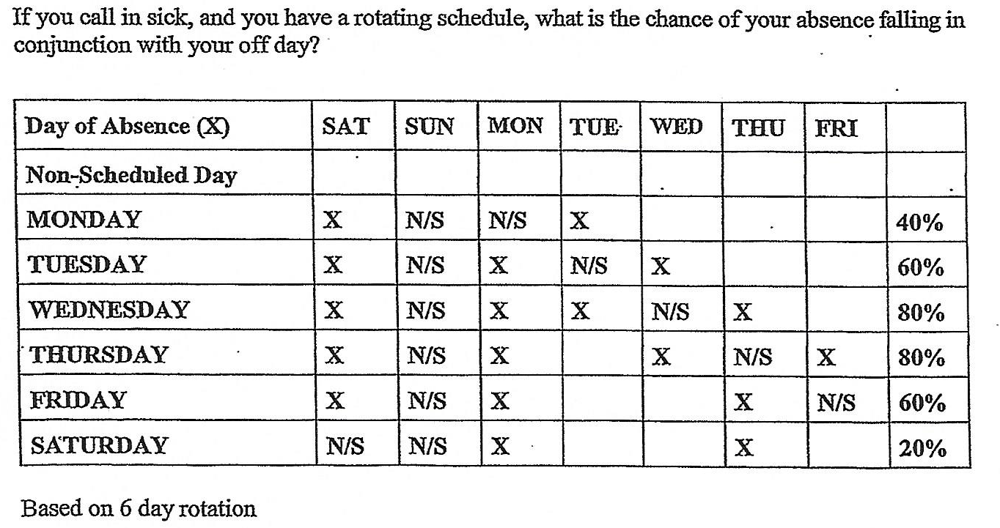 If you call in sick, and you have a rotating schedule, what is the chance of your absence falling in
conjunction with your off day?
Day of Absence (X) SAT SUN MON TUE WED THU FRI
Non-Scheduled Day
MONDAY X N/S N/S X 40%
TUESDAY X N/S X N/S X 60%
WEDNESDAY X N/S X X N/S X 80%
THURSDAY X N/S X X N/S X 80%
FRIDAY X N/S X X N/S 60%
SATURDAY N/S N/S X X 20%
Based on 6 day rotation